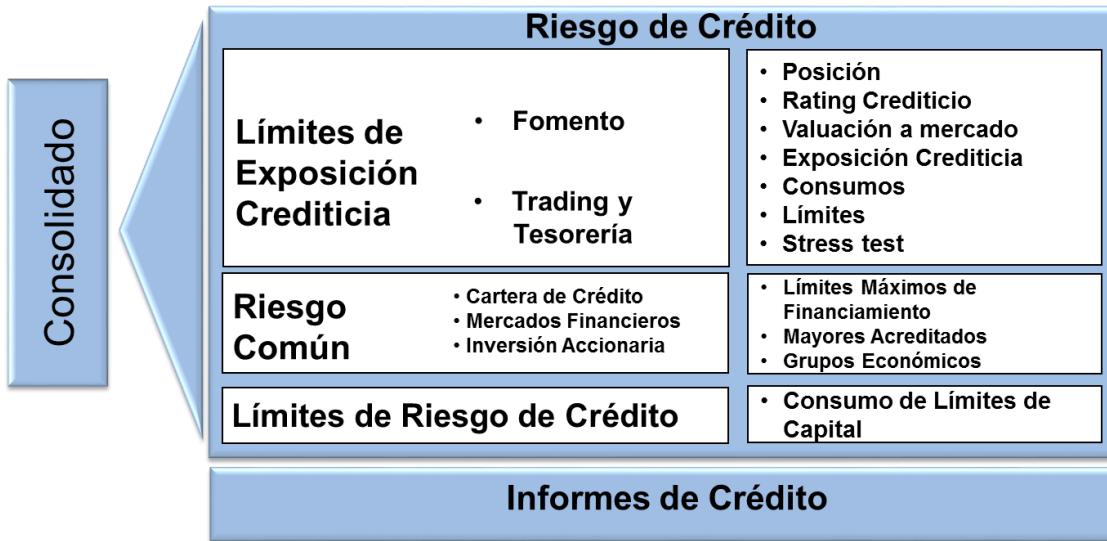 Riesgo de Crédito
Consolidado
Límites de
Exposición
Crediticia
• Fomento
• Trading y
Tesorería
• Posición
• Rating Crediticio
• Valuación a mercado
• Exposición Crediticia
• Consumos
• Límites
• Stress test
Riesgo
Común
• Cartera de Crédito
• Mercados Financieros
• Inversión Accionaria
• Límites Máximos de
Financiamiento
• Mayores Acreditados
• Grupos Económicos
Límites de Riesgo de Crédito
• Consumo de Límites de
Capital
Informes de Crédito